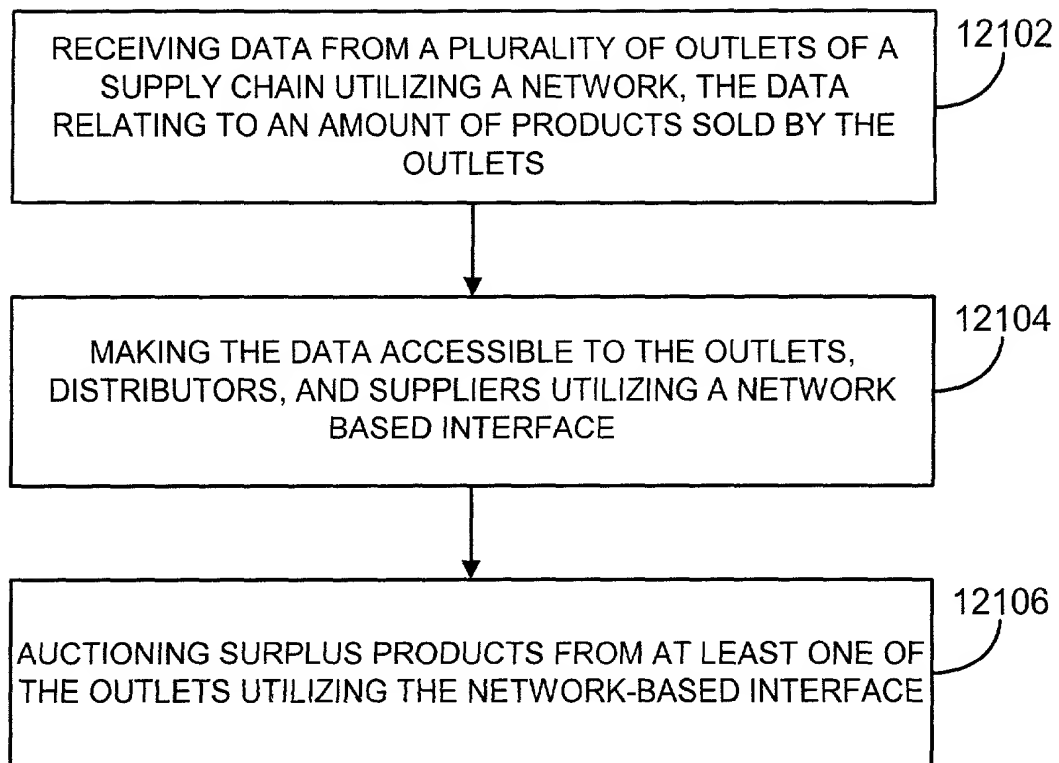 RECEIVING DATA FROM A PLURALITY OF OUTLETS OF A
SUPPLY CHAIN UTILIZING A NETWORK, THE DATA
RELATING TO AN AMOUNT OF PRODUCTS SOLD BY THE
OUTLETS
12102
MAKING THE DATA ACCESSIBLE TO THE OUTLETS,
DISTRIBUTORS, AND SUPPLIERS UTILIZING A NETWORK
BASED INTERFACE
12104
AUCTIONING SURPLUS PRODUCTS FROM AT LEAST ONE OF
THE OUTLETS UTILIZING THE NETWORK-BASED INTERFACE
12106